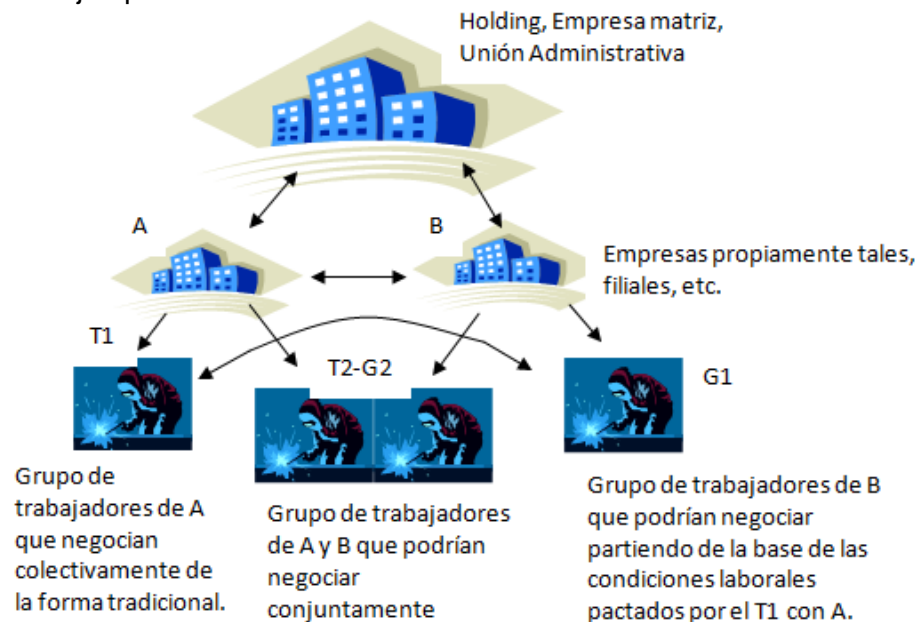 Holding, Empresa matriz,
Unión Administrativa
A
B
Empresas propiamente tales,
filiales, etc.
T1
T2-G2
G1
Grupo de
trabajadores de A
que negocian
colectivamente de
la forma tradicional.
Grupo de trabajadores
de A y B que podrían
negociar
conjuntamente
Grupo de trabajadores de B
que podrían negociar
partiendo de la base de las
condiciones laborales
pactados por el T1 con A.